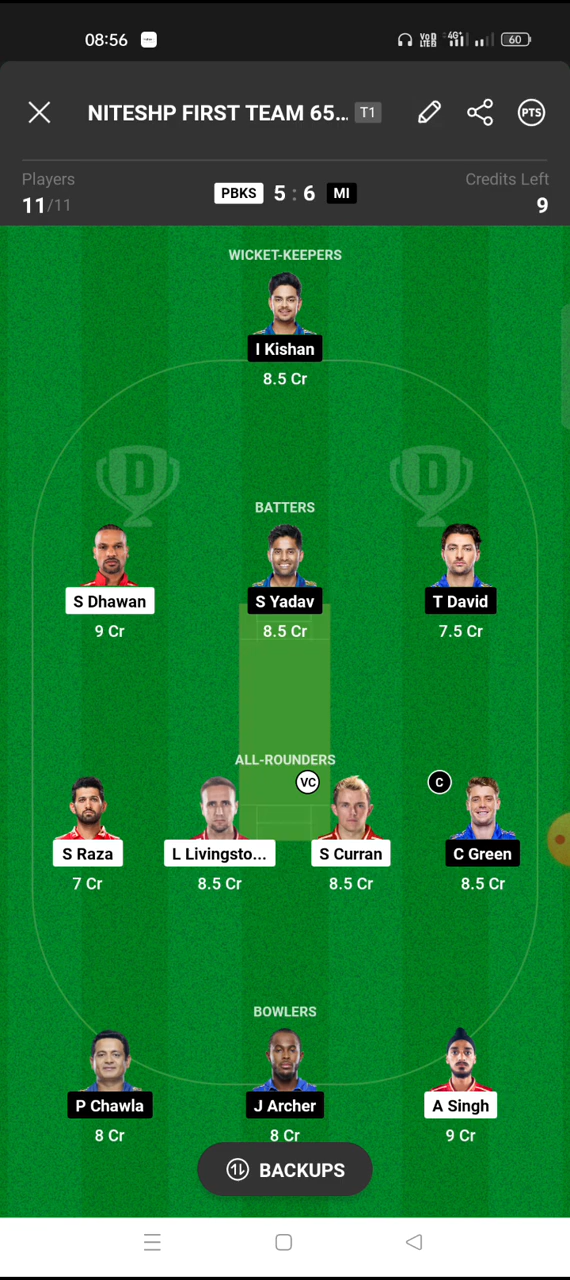 08:56
VoD
LTE2
4G+
60
NITESHP FIRST TEAM 65… T1
PTS
Players
Credits Left
11/11
PBKS 5 : 6 MI
9
WICKET-KEEPERS
I Kishan
8.5 Cr
D D
BATTERS
S Dhawan S Yadav T David
9 Cr 8.5 Cr 7.5 Cr
ALL-ROUNDERS
VC C
S Raza L Livingsto... S Curran C Green
7 Cr 8.5 Cr 8.5 Cr 8.5 Cr
BOWLERS
P Chawla J Archer A Singh
8 Cr 8 Cr 9 Cr
BACKUPS